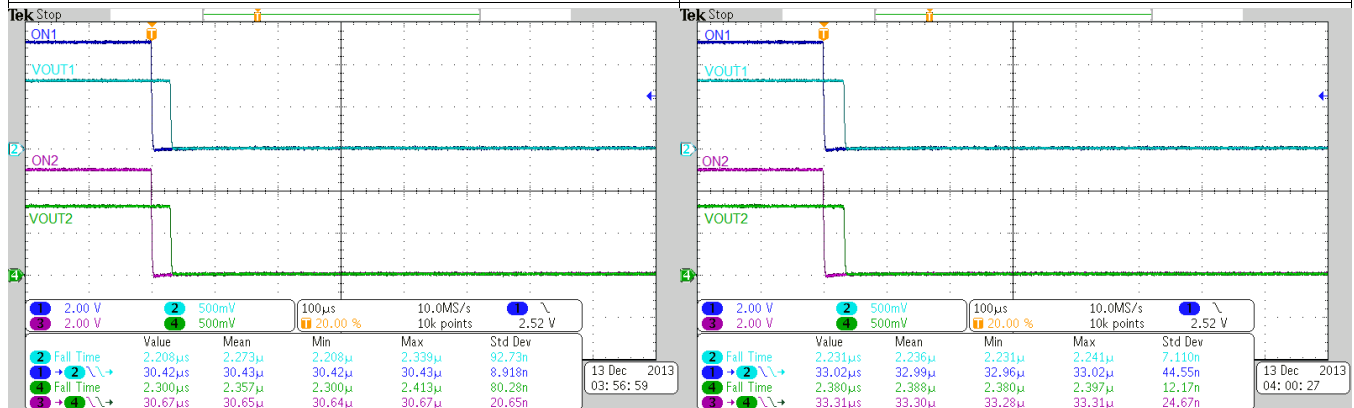 Tek Stop
T
T
ON1
VOUT1
2
ON2
VOUT2
4
1 2.00 V 2 500mV
3 2.00 V 4 500mV
100µs 10.0MS/s 1
T 20.00 % 10k points 2.52 V
Value Mean Min Max Std Dev
2 Fall Time 2.208µs 2.273µ 2.208µ 2.339µ 92.73n
1 → 2 → 30.42µs 30.43µ 30.42µ 30.43µ 8.918n
4 Fall Time 2.300µs 2.357µ 2.300µ 2.413µ 80.28n
3 → 4 → 30.67µs 30.65µ 30.64µ 30.67µ 20.65n
13 Dec 2013
03:56:59
Tek Stop
T
T
ON1
VOUT1
2
ON2
VOUT2
4
1 2.00 V 2 500mV
3 2.00 V 4 500mV
100µs 10.0MS/s 1
T 20.00 % 10k points 2.52 V
Value Mean Min Max Std Dev
2 Fall Time 2.231µs 2.236µ 2.231µ 2.241µ 7.110n
1 → 2 → 33.02µs 32.99µ 32.96µ 33.02µ 44.55n
4 Fall Time 2.380µs 2.388µ 2.380µ 2.397µ 12.17n
3 → 4 → 33.31µs 33.30µ 33.28µ 33.31µ 24.67n
13 Dec 2013
04:00:27